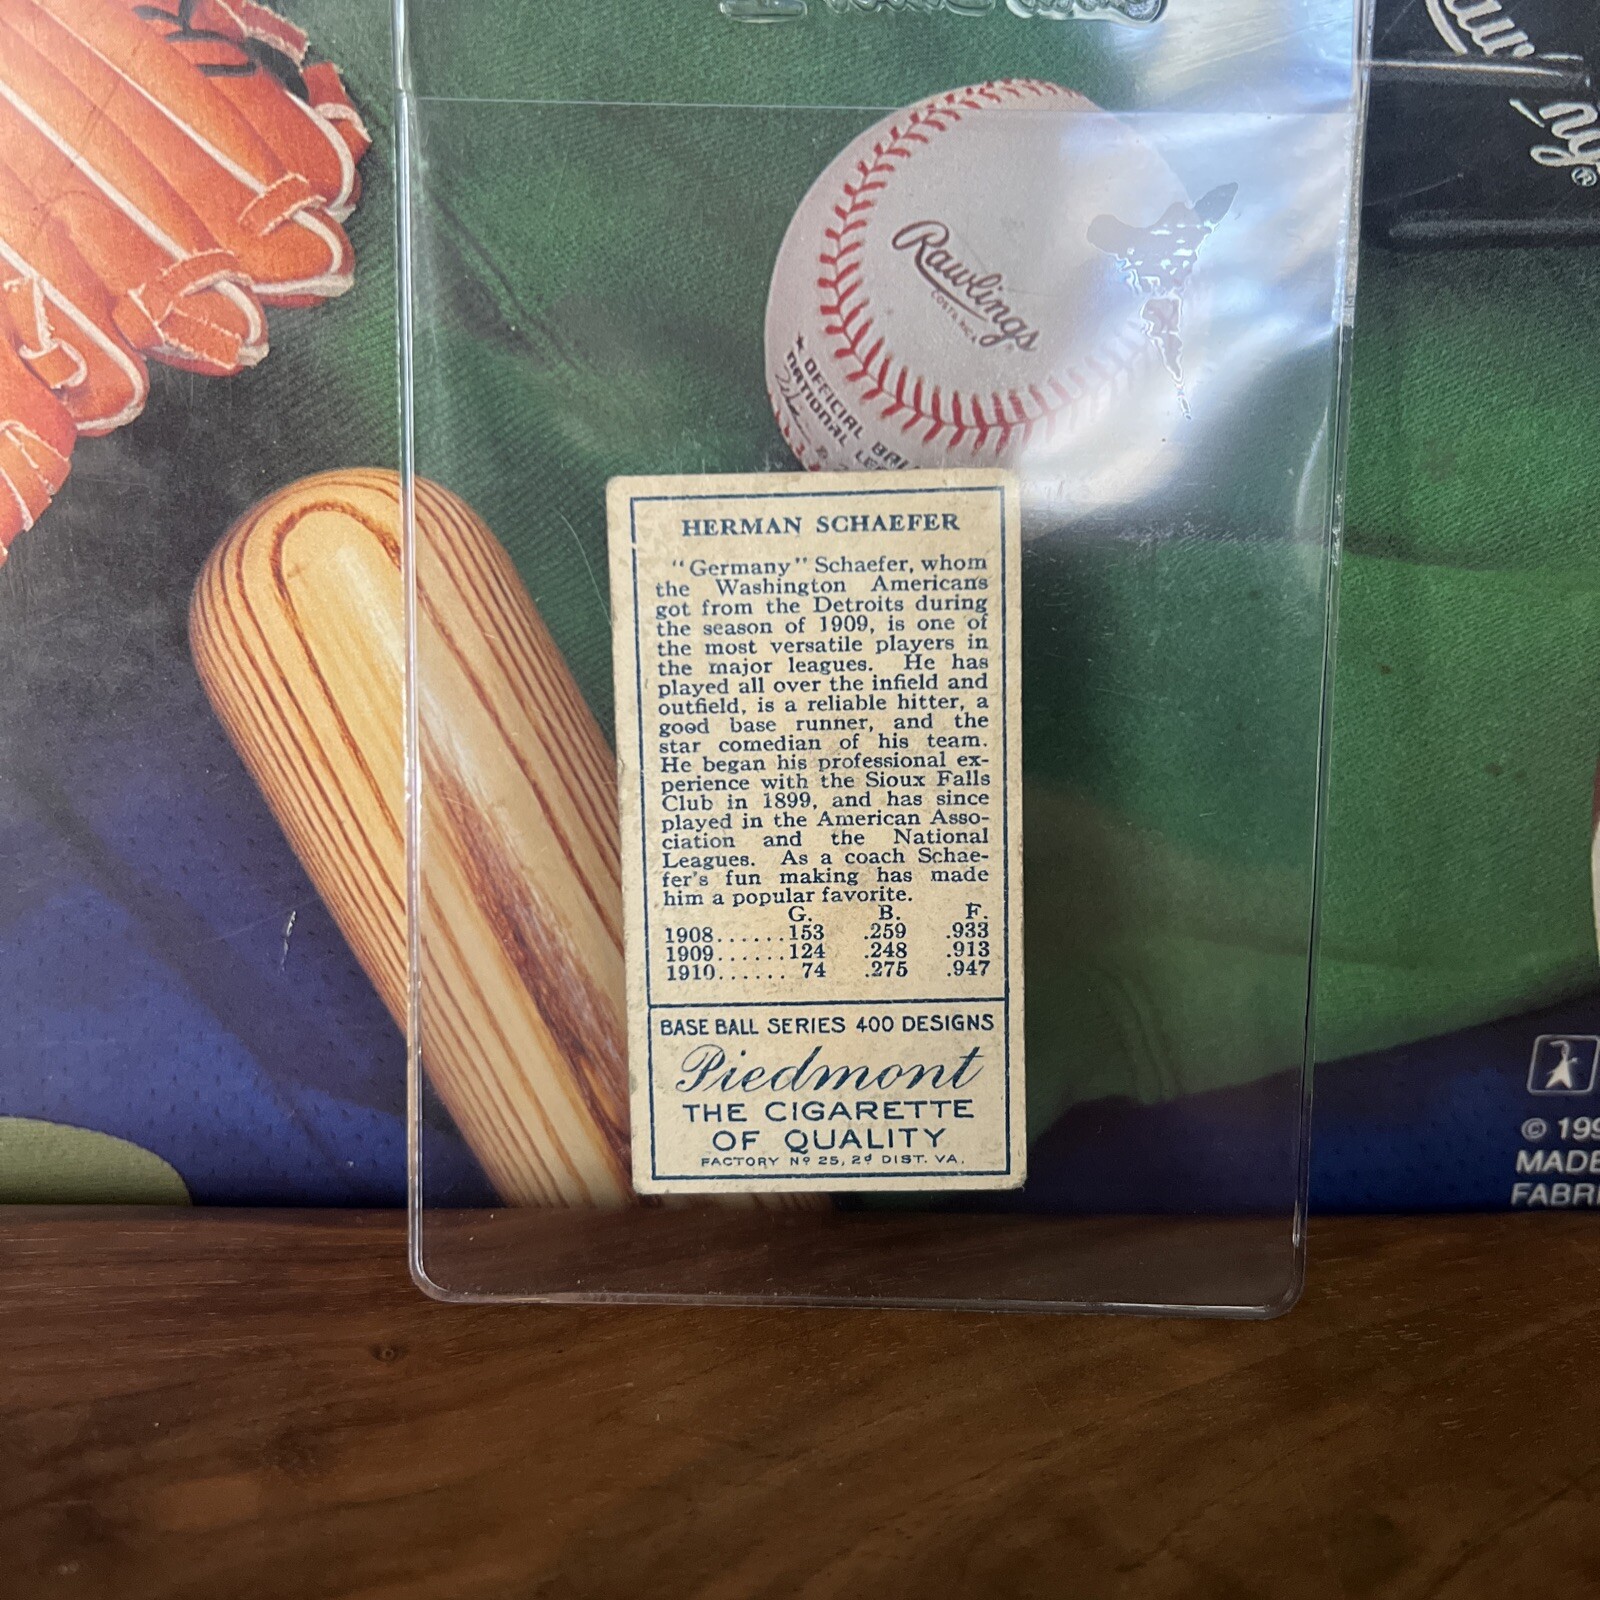 Rawlings
COSTA RICA
OFFICIAL
NATIONAL
HERMAN SCHAEFER
"Germany" Schaefer, whom
the Washington Americans
got from the Detroits during
the season of 1909, is one of
the most versatile players in
the major leagues. He has
played all over the infield and
outfield, is a reliable hitter, a
good base runner, and the
star comedian of his team.
He began his professional ex-
perience with the Sioux Falls
Club in 1899, and has since
played in the American Asso-
ciation and the National
Leagues. As a coach Schae-
fer's fun making has made
him a popular favorite.
G. B. F.
1908......153 .259 .933
1909......124 .248 .913
1910...... 74 .275 .947
BASE BALL SERIES 400 DESIGNS
Piedmont
THE CIGARETTE
OF QUALITY
FACTORY Nº 25, 2d DIST. VA.
© 199
MADE
FABRI